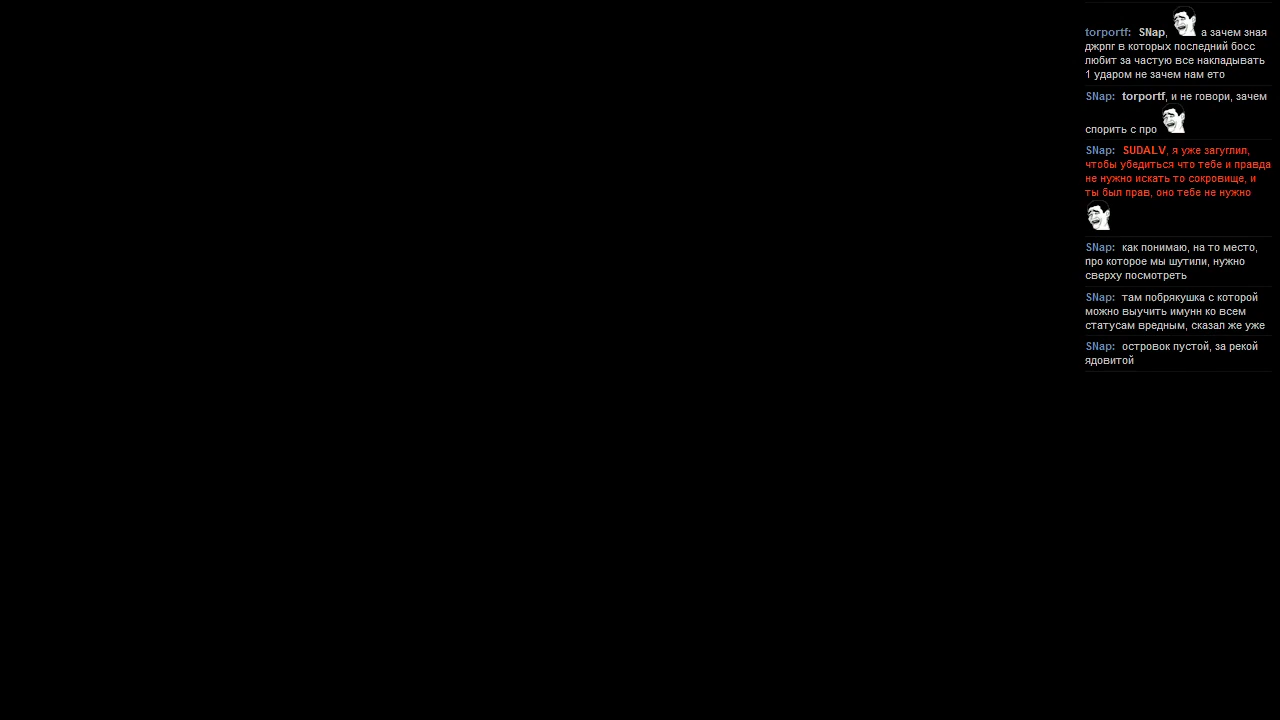 torportf: SNap, а зачем зная
джрпг в которых последний босс
любит за частую все накладывать
1 ударом не зачем нам ето
SNap: torportf, и не говори, зачем
спорить с про
SNap: SUDALV, я уже загуглил,
чтобы убедиться что тебе и правда
не нужно искать то сокровище, и
ты был прав, оно тебе не нужно
SNap: как понимаю, на то место,
про которое мы шутили, нужно
сверху посмотреть
SNap: там побрякушка с которой
можно выучить имунн ко всем
статусам вредным, сказал же уже
SNap: островок пустой, за рекой
ядовитой